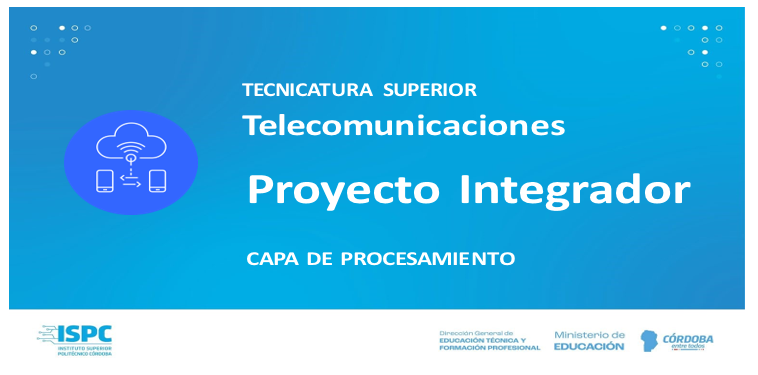 TECNICATURA SUPERIOR
Telecomunicaciones
Proyecto Integrador
CAPA DE PROCESAMIENTO
ISPC
INSTITUTO SUPERIOR
POLITÉCNICO CÓRDOBA
Dirección General de
EDUCACIÓN TÉCNICA Y
FORMACIÓN PROFESIONAL
Ministerio de
EDUCACIÓN
CÓRDOBA
entre todos